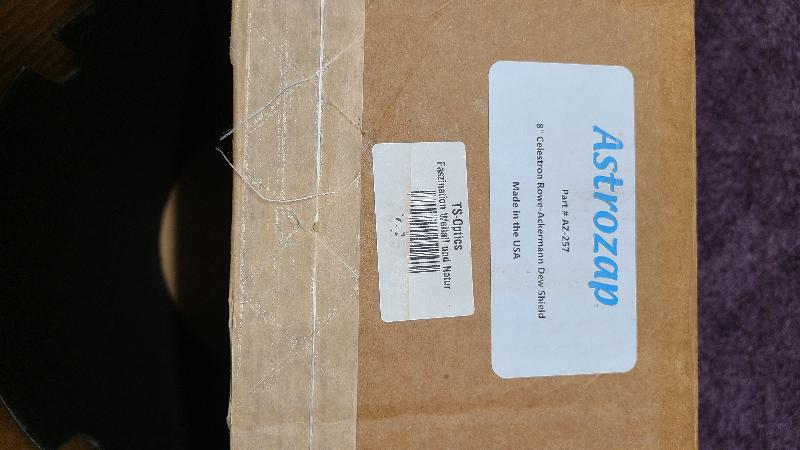 Astrozap
Part # AZ-257
8" Celestron Rowe-Ackermann Dew Shield
Made in the USA
TS-Optics
Faszination Weltall und Natur